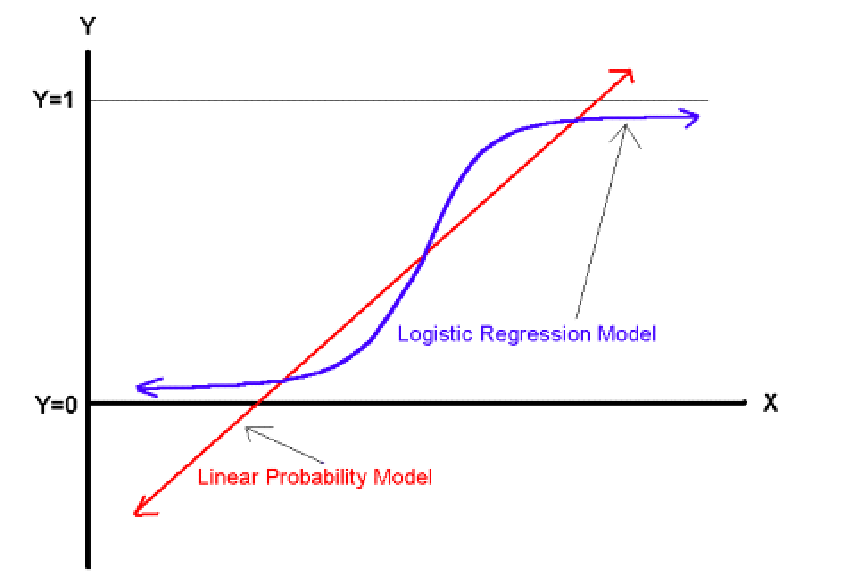 Y
Y=1
Logistic Regression Model
Y=0
X
Linear Probability Model